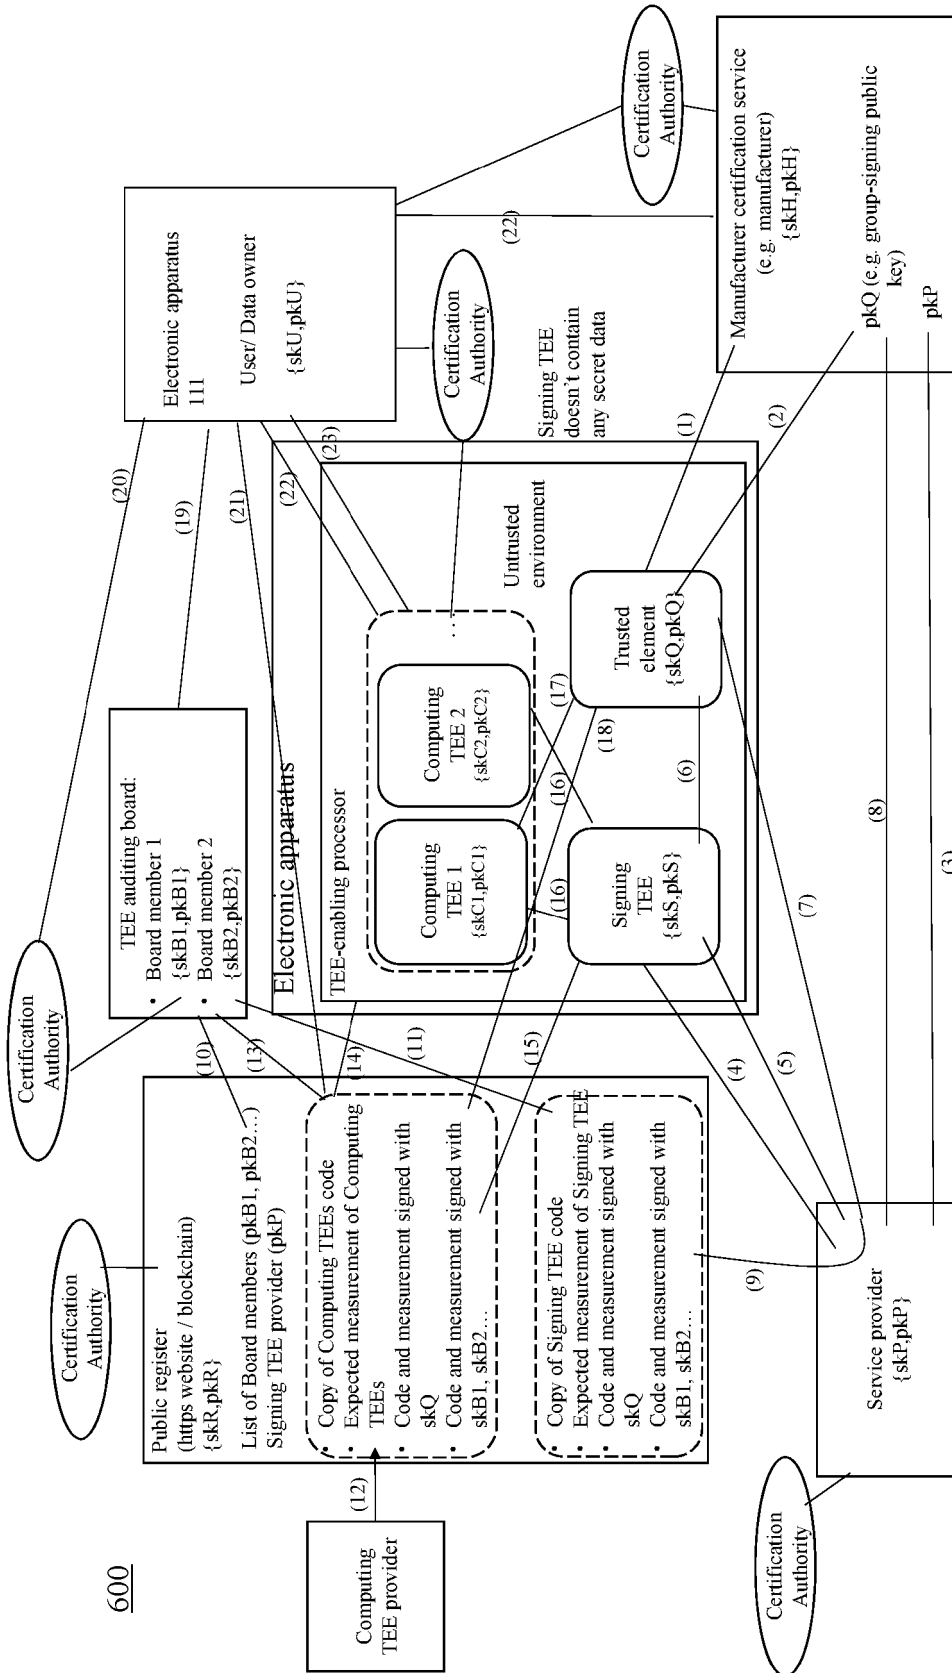 600
Computing
TEE provider
(12)
Certification
Authority
Public register
(https website / blockchain)
{skR,pkR}
List of Board members (pkB1, pkB2…)
Signing TEE provider (pkP)
• Copy of Computing TEEs code
• Expected measurement of Computing
TEEs
• Code and measurement signed with
skQ
• Code and measurement signed with
skB1, skB2…
• Copy of Signing TEE code
• Expected measurement of Signing TEE
• Code and measurement signed with
skQ
• Code and measurement signed with
skB1, skB2…
Certification
Authority
Service provider
{skP,pkP}
Certification
Authority
(10)
(13)
(14)
(11)
(15)
(9)
(4)
(5)
(7)
(8)
(3)
TEE auditing board:
• Board member 1
{skB1,pkB1}
• Board member 2
{skB2,pkB2}
(20)
(19)
(21)
(22)
(23)
Electronic apparatus
TEE-enabling processor
Computing
TEE 1
{skC1,pkC1}
Computing
TEE 2
{skC2,pkC2}
…
Untrusted
environment
(16)
(16)
(17)
(18)
Signing
TEE
{skS,pkS}
(6)
Trusted
element
{skQ,pkQ}
Signing TEE
doesn't contain
any secret data
(1)
(2)
Electronic apparatus
111
User/ Data owner
{skU,pkU}
Certification
Authority
(22)
Certification
Authority
Manufacturer certification service
(e.g. manufacturer)
{skH,pkH}
pkQ (e.g. group-signing public
key)
pkP